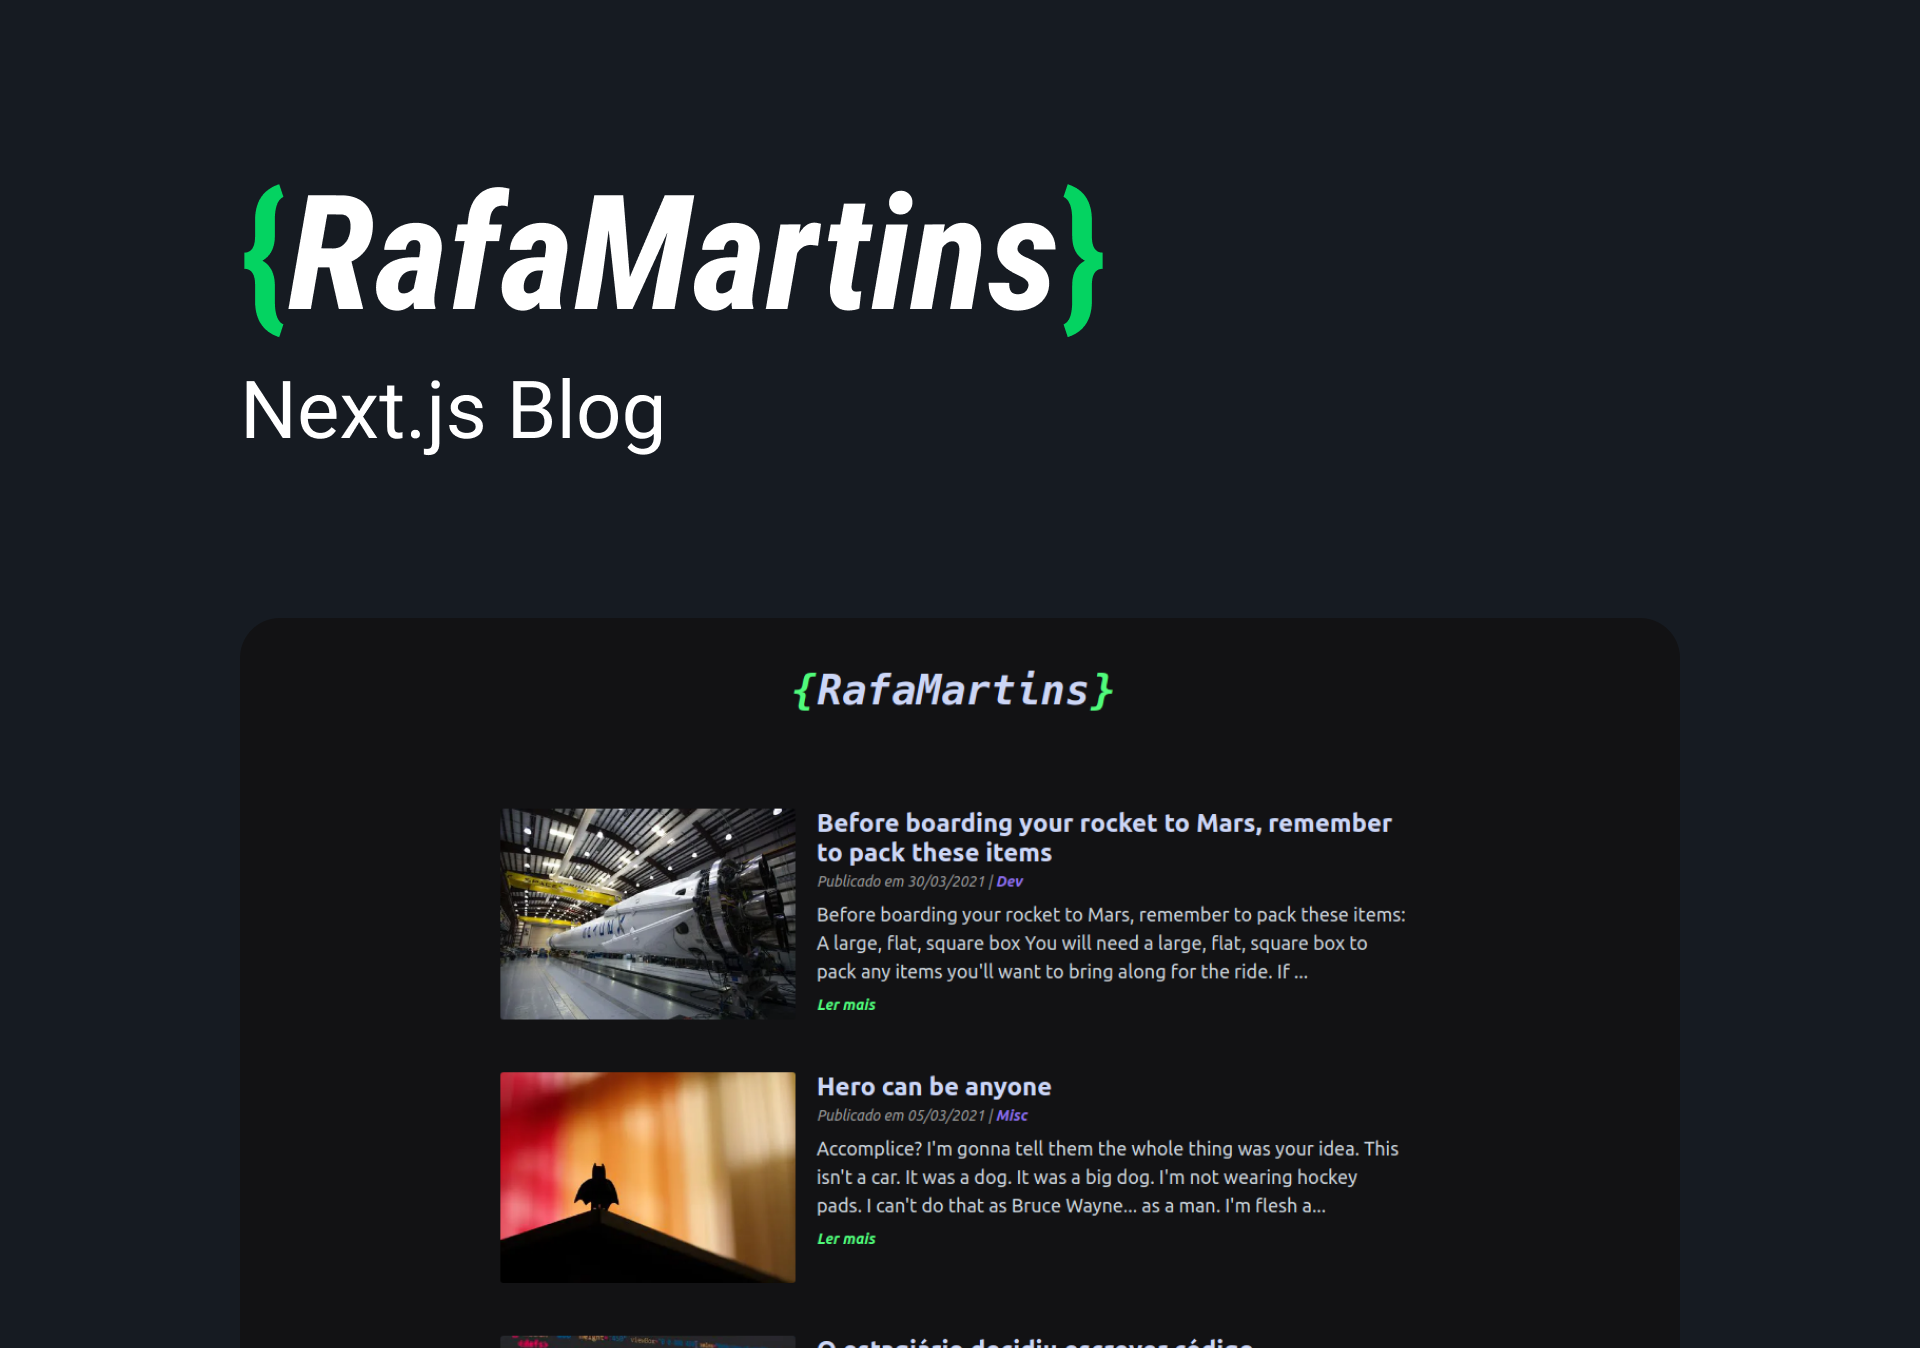 {RafaMartins}
Next.js Blog
{RafaMartins}
Before boarding your rocket to Mars, remember
to pack these items
Publicado em 30/03/2021 | Dev
Before boarding your rocket to Mars, remember to pack these items:
A large, flat, square box You will need a large, flat, square box to
pack any items you'll want to bring along for the ride. If ...
Ler mais
Hero can be anyone
Publicado em 05/03/2021 | Misc
Accomplice? I'm gonna tell them the whole thing was your idea. This
isn't a car. It was a dog. It was a big dog. I'm not wearing hockey
pads. I can't do that as Bruce Wayne... as a man. I'm flesh a...
Ler mais
O estagiário decidiu escrever código